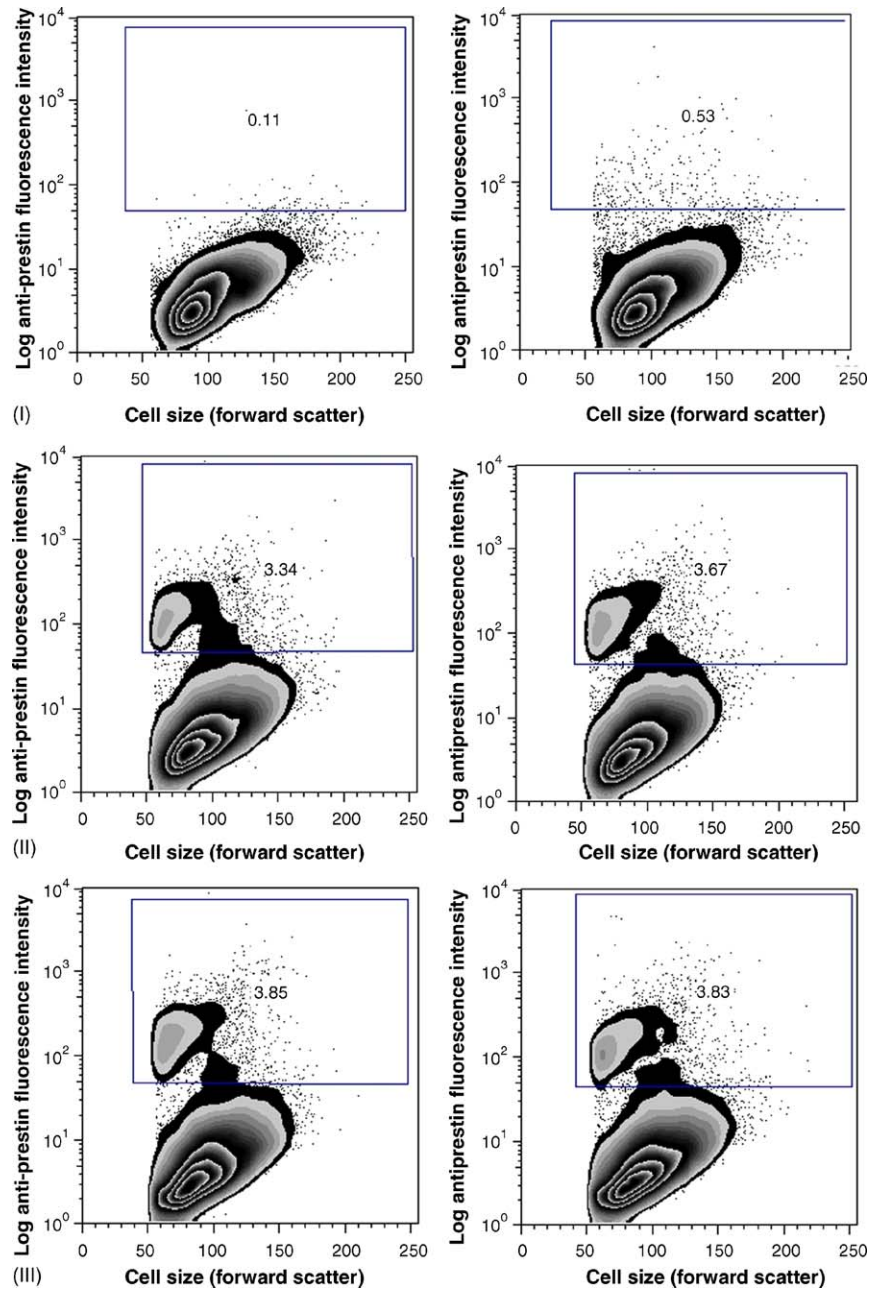 Log anti-prestin fluorescence intensity
10⁴
10³
10²
10¹
10⁰
0.11
0 50 100 150 200 250
Cell size (forward scatter)
(I)
Log antiprestin fluorescence intensity
10⁴
10³
10²
10¹
10⁰
0.53
0 50 100 150 200 250
Cell size (forward scatter)
Log anti-prestin fluorescence intensity
10⁴
10³
10²
10¹
10⁰
3.34
0 50 100 150 200 250
Cell size (forward scatter)
(II)
Log antiprestin fluorescence intensity
10⁴
10³
10²
10¹
10⁰
3.67
0 50 100 150 200 250
Cell size (forward scatter)
Log anti-prestin fluorescence intensity
10⁴
10³
10²
10¹
10⁰
3.85
0 50 100 150 200 250
Cell size (forward scatter)
(III)
Log antiprestin fluorescence intensity
10⁴
10³
10²
10¹
10⁰
3.83
0 50 100 150 200 250
Cell size (forward scatter)